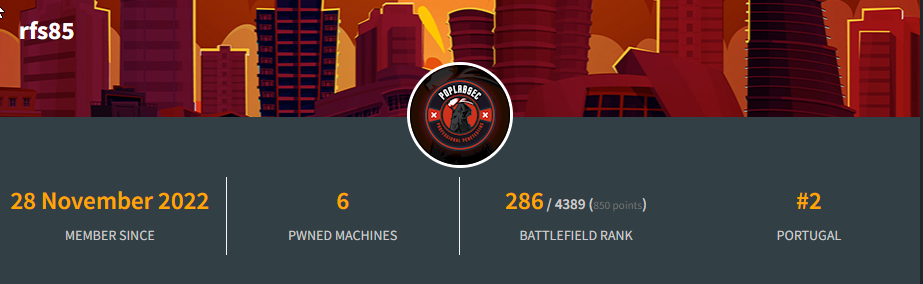 rfs85
POPLABSEC
28 November 2022
MEMBER SINCE
6
PWNED MACHINES
286 / 4389 (850 points)
BATTLEFIELD RANK
#2
PORTUGAL